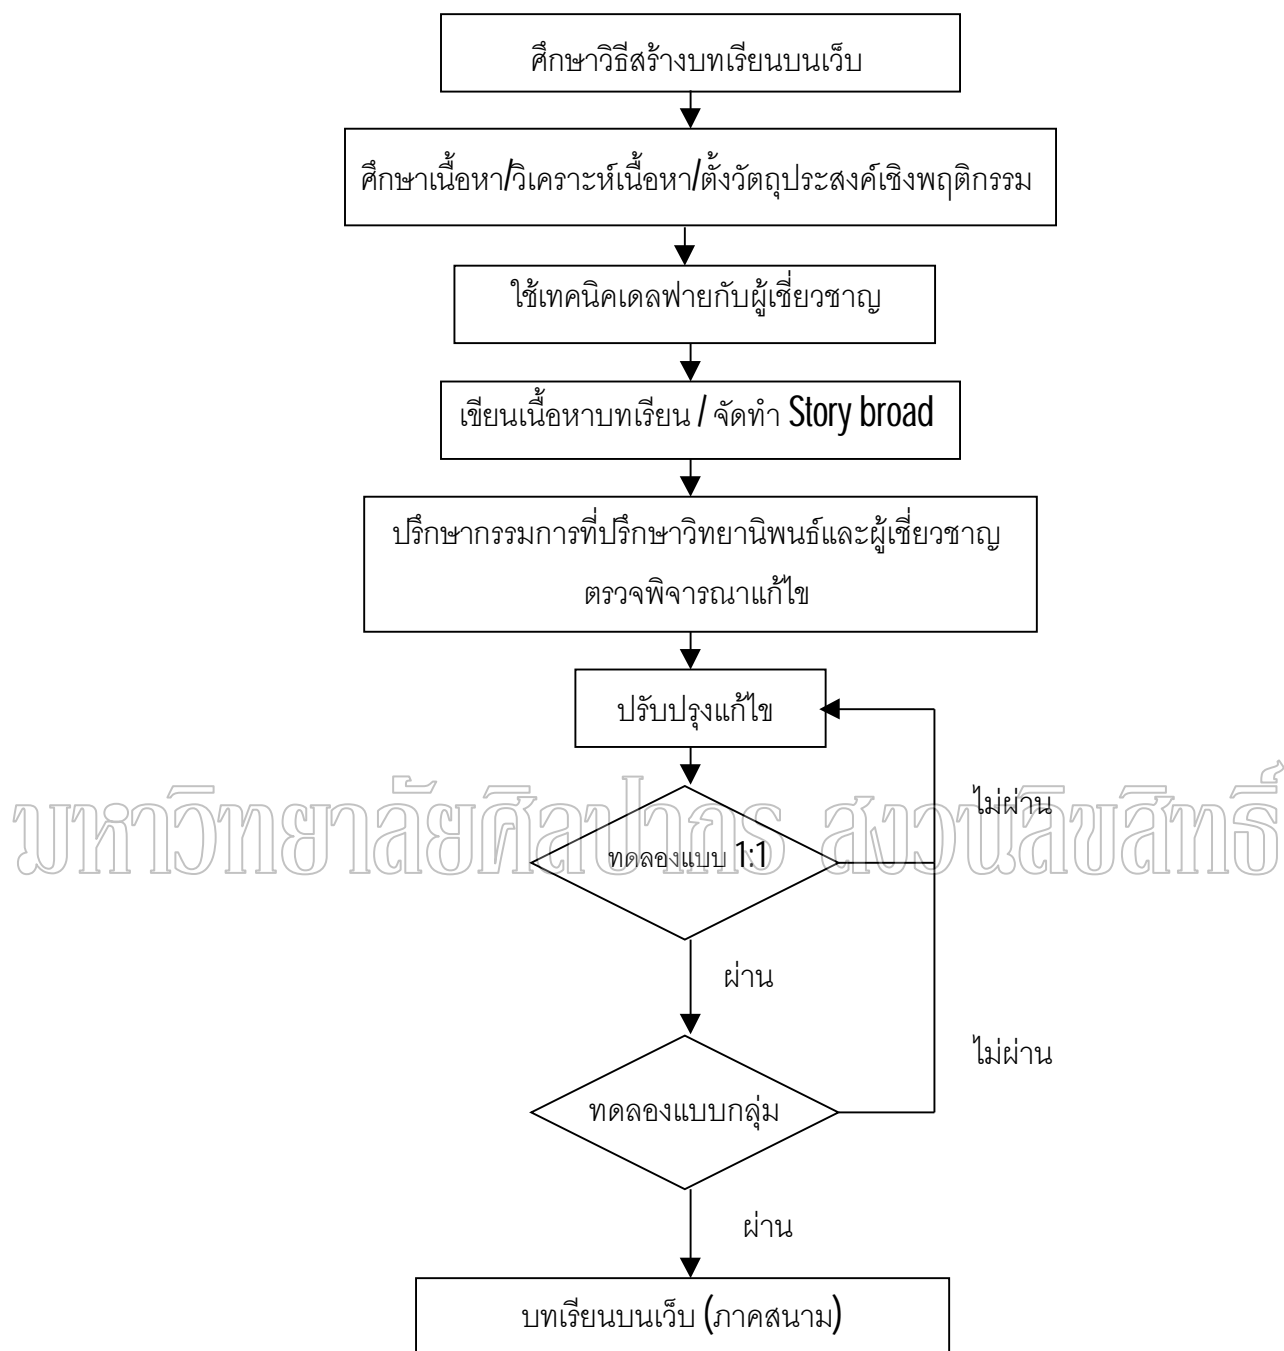 ศึกษาวิธีสร้างบทเรียนบนเว็บ
ศึกษาเนื้อหา/วิเคราะห์เนื้อหา/ตั้งวัตถุประสงค์เชิงพฤติกรรม
ใช้เทคนิคเดลฟายกับผู้เชี่ยวชาญ
เขียนเนื้อหาบทเรียน / จัดทำ Story broad
ปรึกษากรรมการที่ปรึกษาวิทยานิพนธ์และผู้เชี่ยวชาญ
ตรวจพิจารณาแก้ไข
ปรับปรุงแก้ไข
ไม่ผ่าน
มหาวิทยาลัยศิลปากร สงวนลิขสิทธิ์
ทดลองแบบ 1:1
ผ่าน
ไม่ผ่าน
ทดลองแบบกลุ่ม
ผ่าน
บทเรียนบนเว็บ (ภาคสนาม)